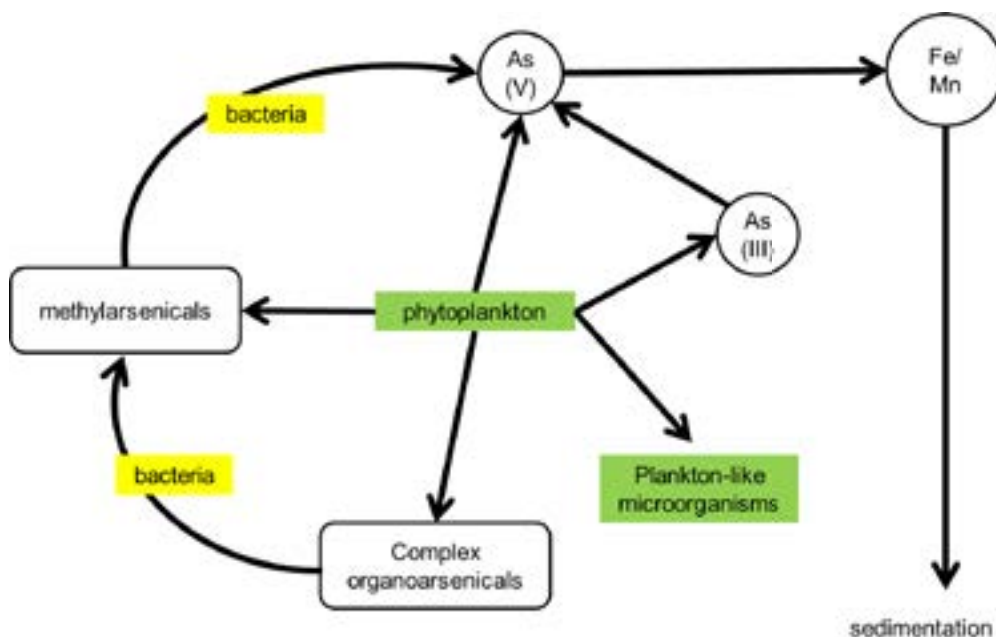 As
(V)
Fe/
Mn
bacteria
As
(III)
methylarsenicals
phytoplankton
bacteria
Plankton-like
microorganisms
Complex
organoarsenicals
sedimentation